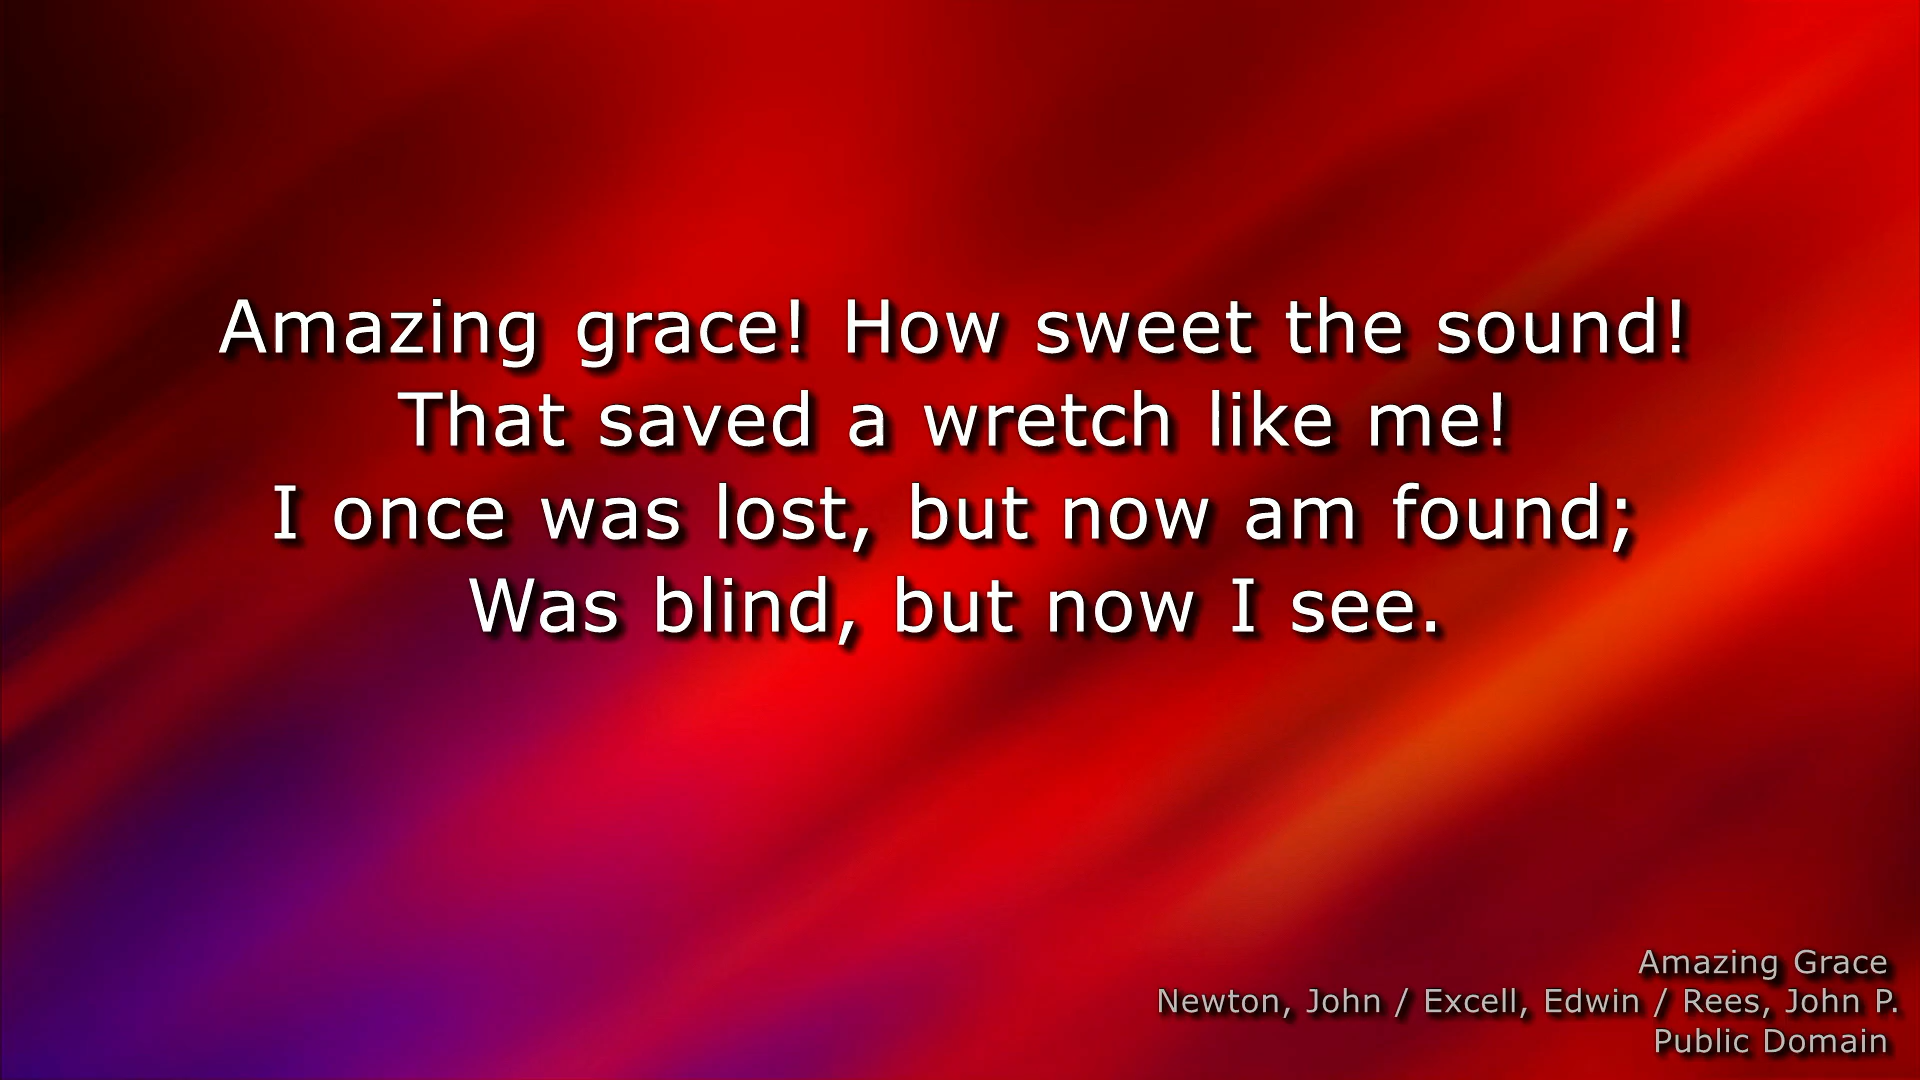 Amazing grace! How sweet the sound!
That saved a wretch like me!
I once was lost, but now am found;
Was blind, but now I see.
Amazing Grace
Newton, John / Excell, Edwin / Rees, John P.
Public Domain